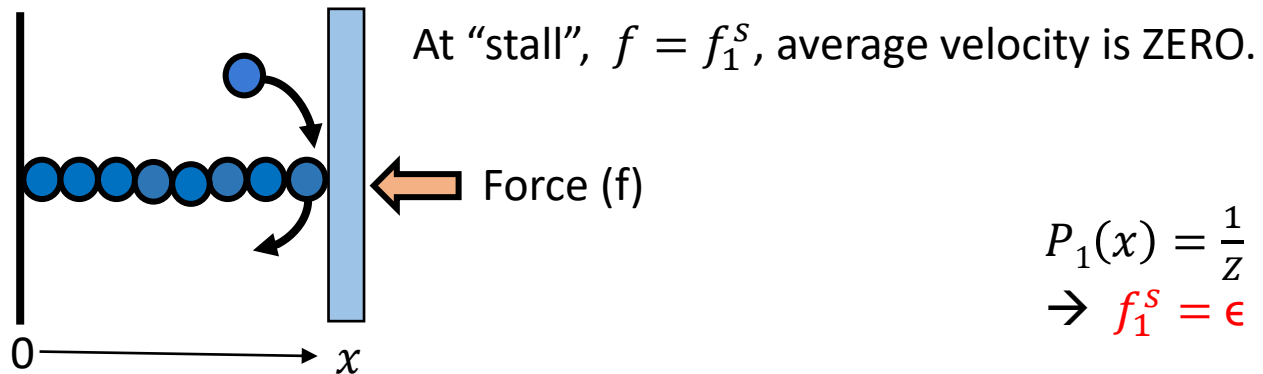 At “stall”, f = f₁ˢ, average velocity is ZERO.
Force (f)
P₁(x) = 1/Z
→ f₁ˢ = ϵ
0
x